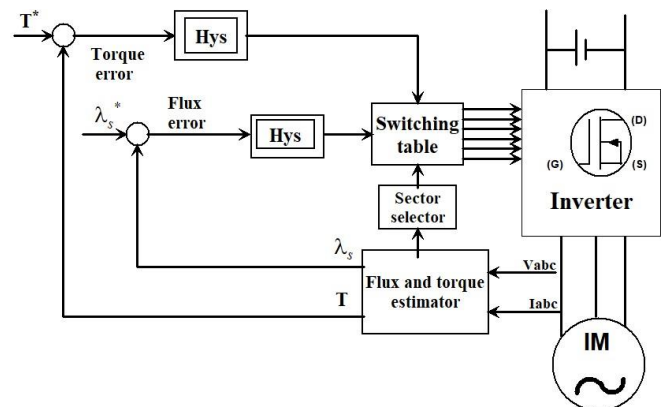 T*
Torque
error
Hys
λs*
Flux
error
Hys
Switching
table
(D)
(G)
(S)
Inverter
Sector
selector
λs
T
Flux and torque
estimator
Vabc
Iabc
IM